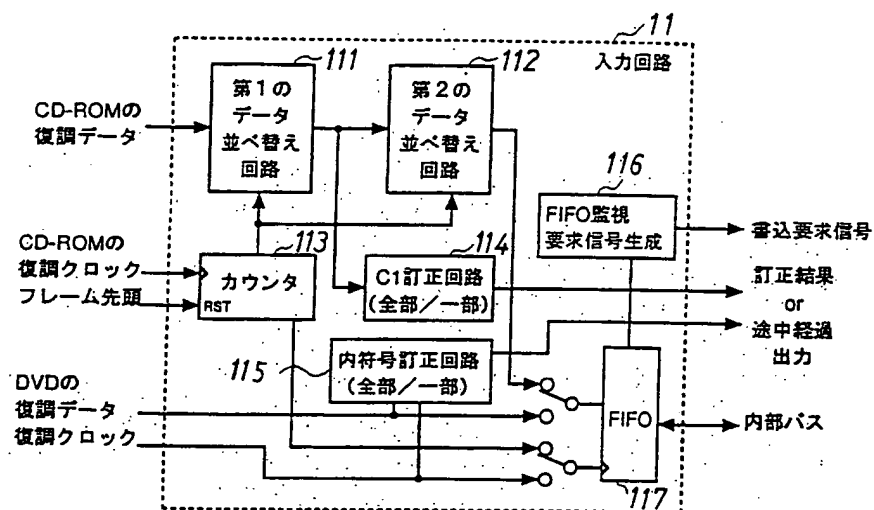 11
入力回路
111
第1の
データ
並べ替え
回路
112
第2の
データ
並べ替え
回路
CD-ROMの
復調データ
116
FIFO監視
要求信号生成
書込要求信号
CD-ROMの
復調クロック
フレーム先頭
113
カウンタ
RST
114
C1訂正回路
(全部/一部)
訂正結果
or
途中経過
出力
115
内符号訂正回路
(全部/一部)
DVDの
復調データ
復調クロック
FIFO
117
内部バス